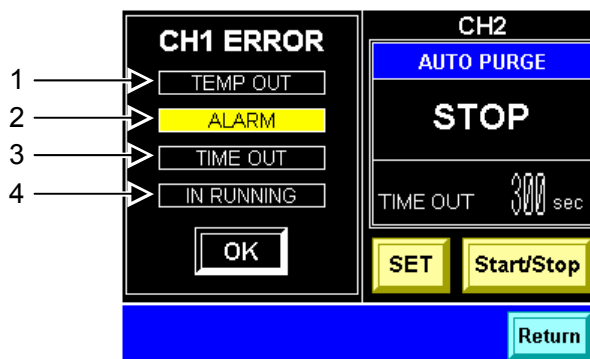 CH1 ERROR
1 TEMP OUT
2 ALARM
3 TIME OUT
4 IN RUNNING
OK
CH2
AUTO PURGE
STOP
TIME OUT 300 sec
SET Start/Stop
Return